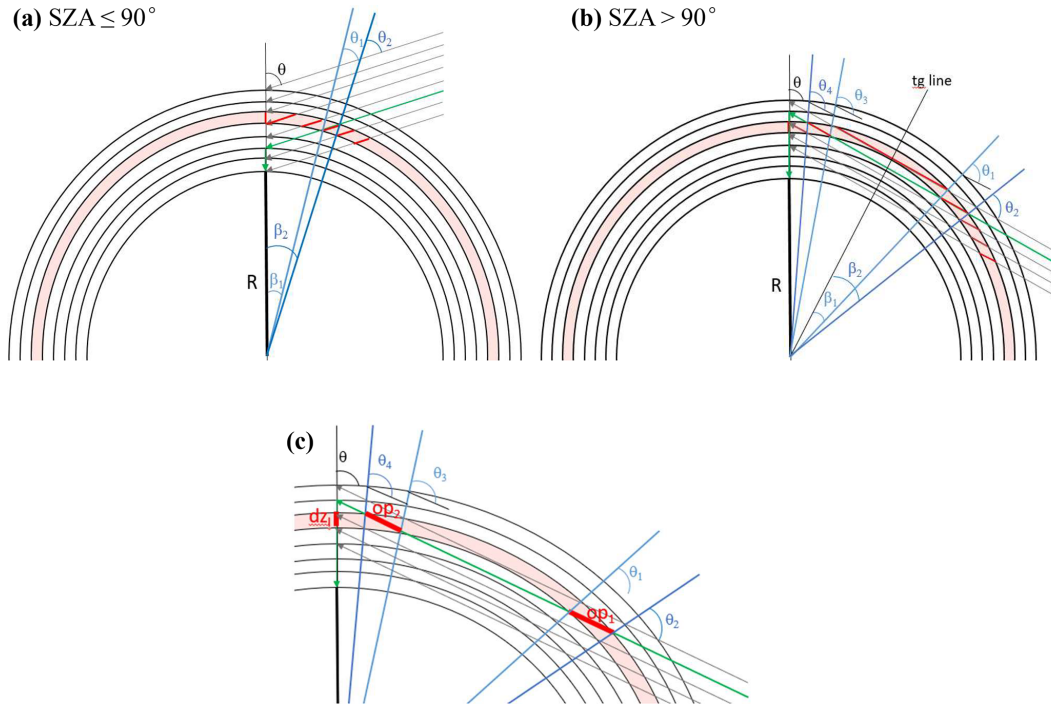 (a) SZA ≤ 90°
θ₁
θ₂
θ
β₂
β₁
R
(b) SZA > 90°
tg line
θ
θ₄
θ₃
θ₁
θ₂
β₂
β₁
R
(c)
θ
θ₄
θ₃
dzⱼ
op₂
θ₁
op₁
θ₂